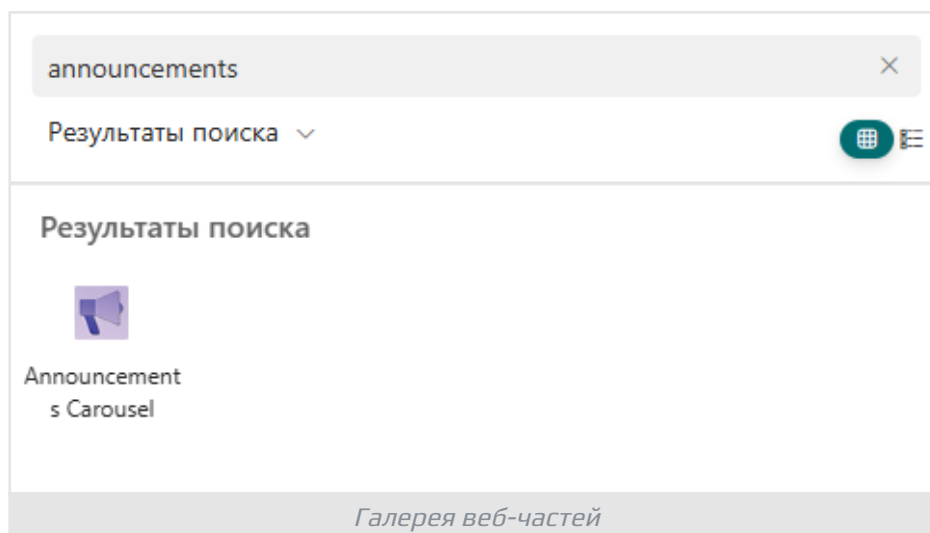 announcements
Результаты поиска
Результаты поиска
Announcement
s Carousel
Галерея веб-частей